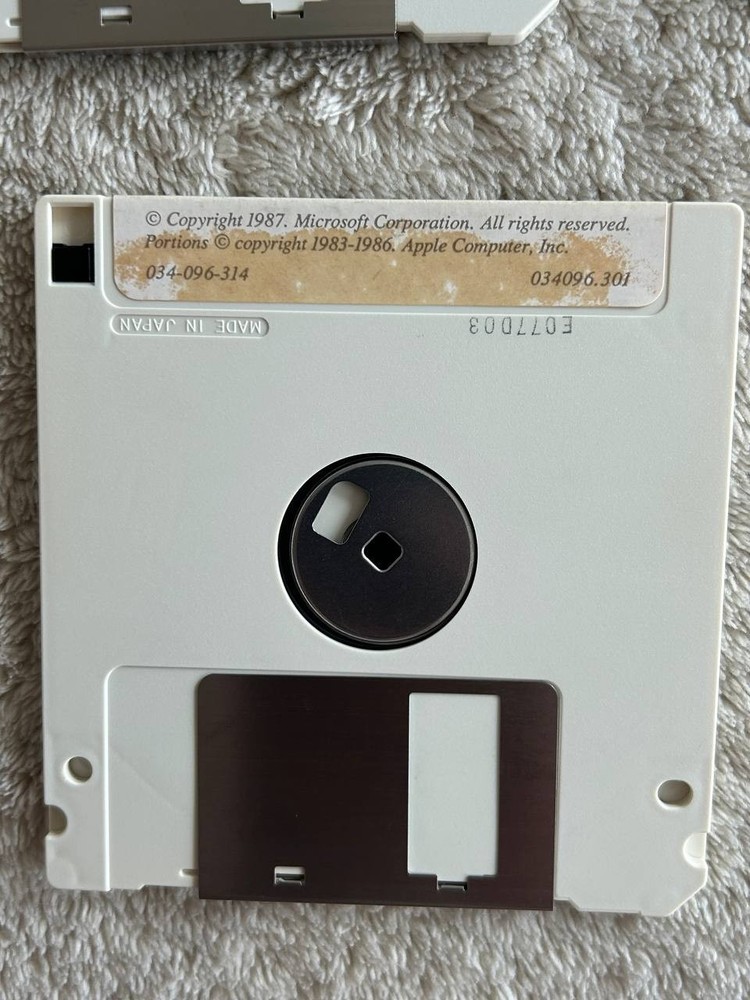 © Copyright 1987. Microsoft Corporation. All rights reserved.
Portions © copyright 1983-1986. Apple Computer, Inc.
034-096-314 034096.301
MADE IN JAPAN
E077D03